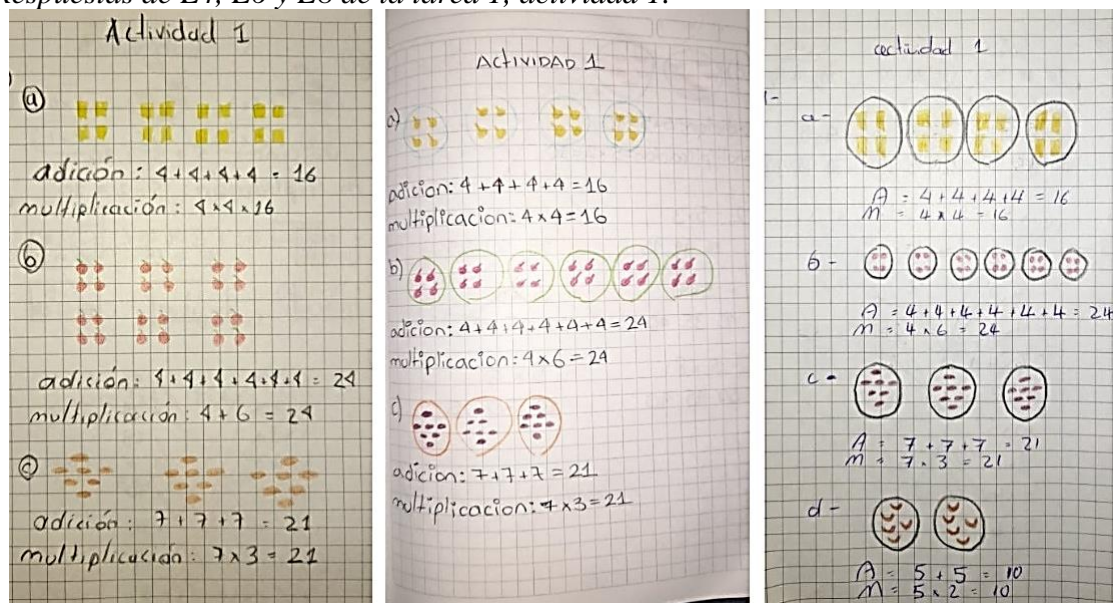 Respuestas de E4, E6 y E8 de la tarea 1, actividad 1.
Actividad 1
a
adición: 4+4+4+4 = 16
multiplicación: 4x4x16
b
adición: 4+4+4+4+4+4 = 24
multiplicación: 4+6 = 24
c
adición: 7+7+7 = 21
multiplicación: 7x3 = 21
ACTIVIDAD 1
a)
adicion: 4+4+4+4=16
multiplicacion: 4x4=16
b)
adicion: 4+4+4+4+4+4=24
multiplicacion: 4x6=24
c)
adicion: 7+7+7=21
multiplicacion: 7x3=21
1-
a-
A = 4+4+4+4 = 16
M = 4x4 = 16
b-
A = 4+4+4+4+4+4 = 24
M = 4x6 = 24
c-
A = 7+7+7 = 21
M = 7x3 = 21
d-
A = 5+5 = 10
M = 5x2 = 10